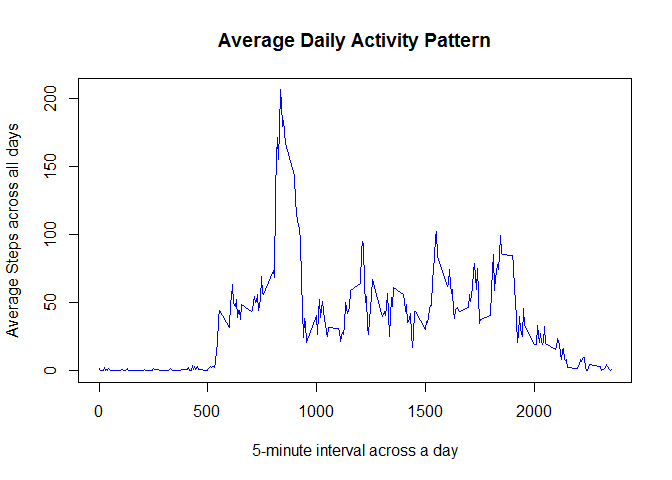 Average Daily Activity Pattern
Average Steps across all days
200
150
100
50
0
0 500 1000 1500 2000
5-minute interval across a day